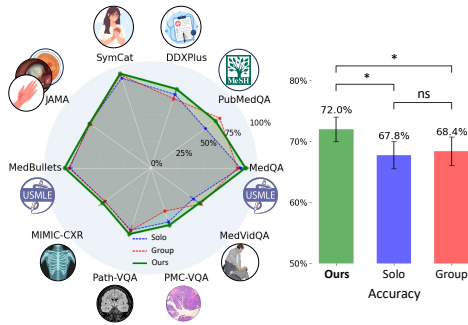 SymCat
DDXPlus
JAMA
MeSH
PubMedQA
100%
75%
50%
25%
0%
MedBullets
MedQA
USMLE
USMLE
MIMIC-CXR
MedVidQA
Solo
Group
Ours
Path-VQA
PMC-VQA
80%
70%
60%
50%
*
*
ns
72.0%
67.8%
68.4%
Ours
Solo
Group
Accuracy